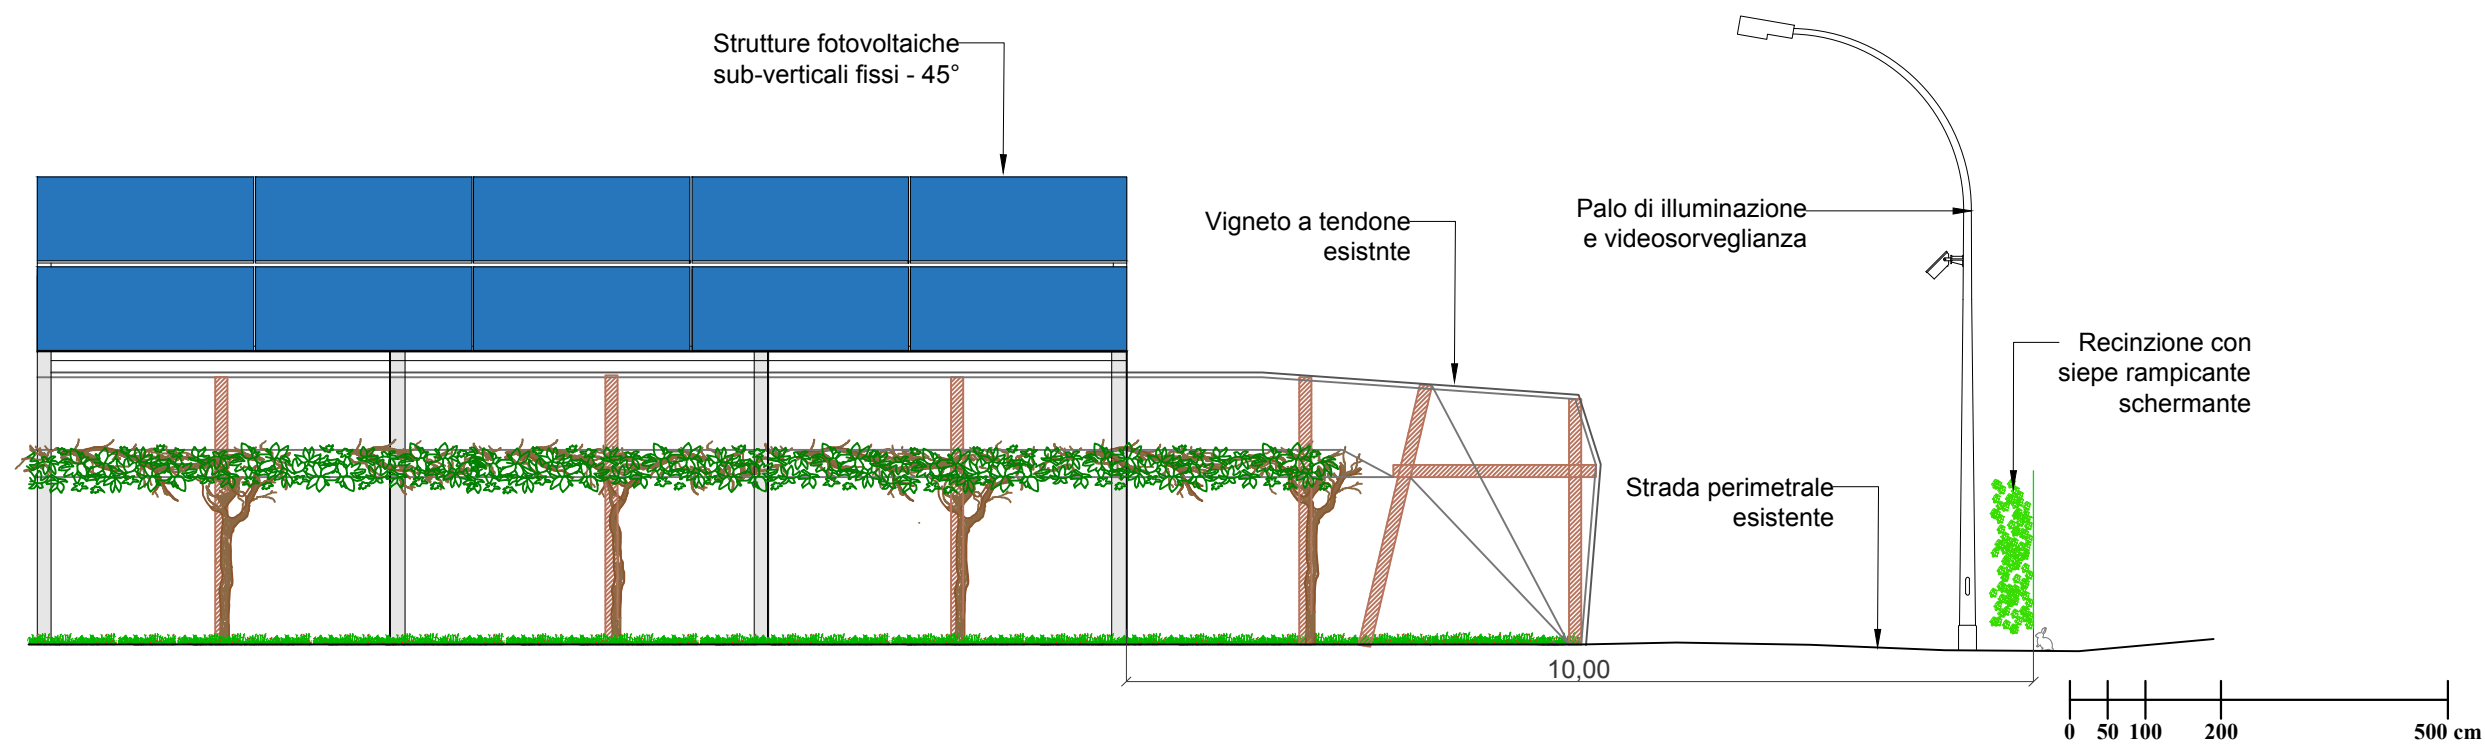 Strutture fotovoltaiche
sub-verticali fissi - 45°
Vigneto a tendone
esistnte
Palo di illuminazione
e videosorveglianza
Recinzione con
siepe rampicante
schermante
Strada perimetrale
esistente
10,00
0 50 100 200 500 cm